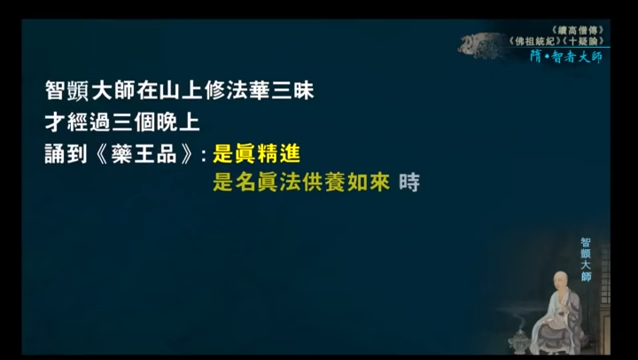 《續高僧傳》
《佛祖統紀》《十疑論》
隋•智者大師
智顗大師在山上修法華三昧
才經過三個晚上
誦到《藥王品》:是眞精進
是名眞法供養如來 時
智顗大師